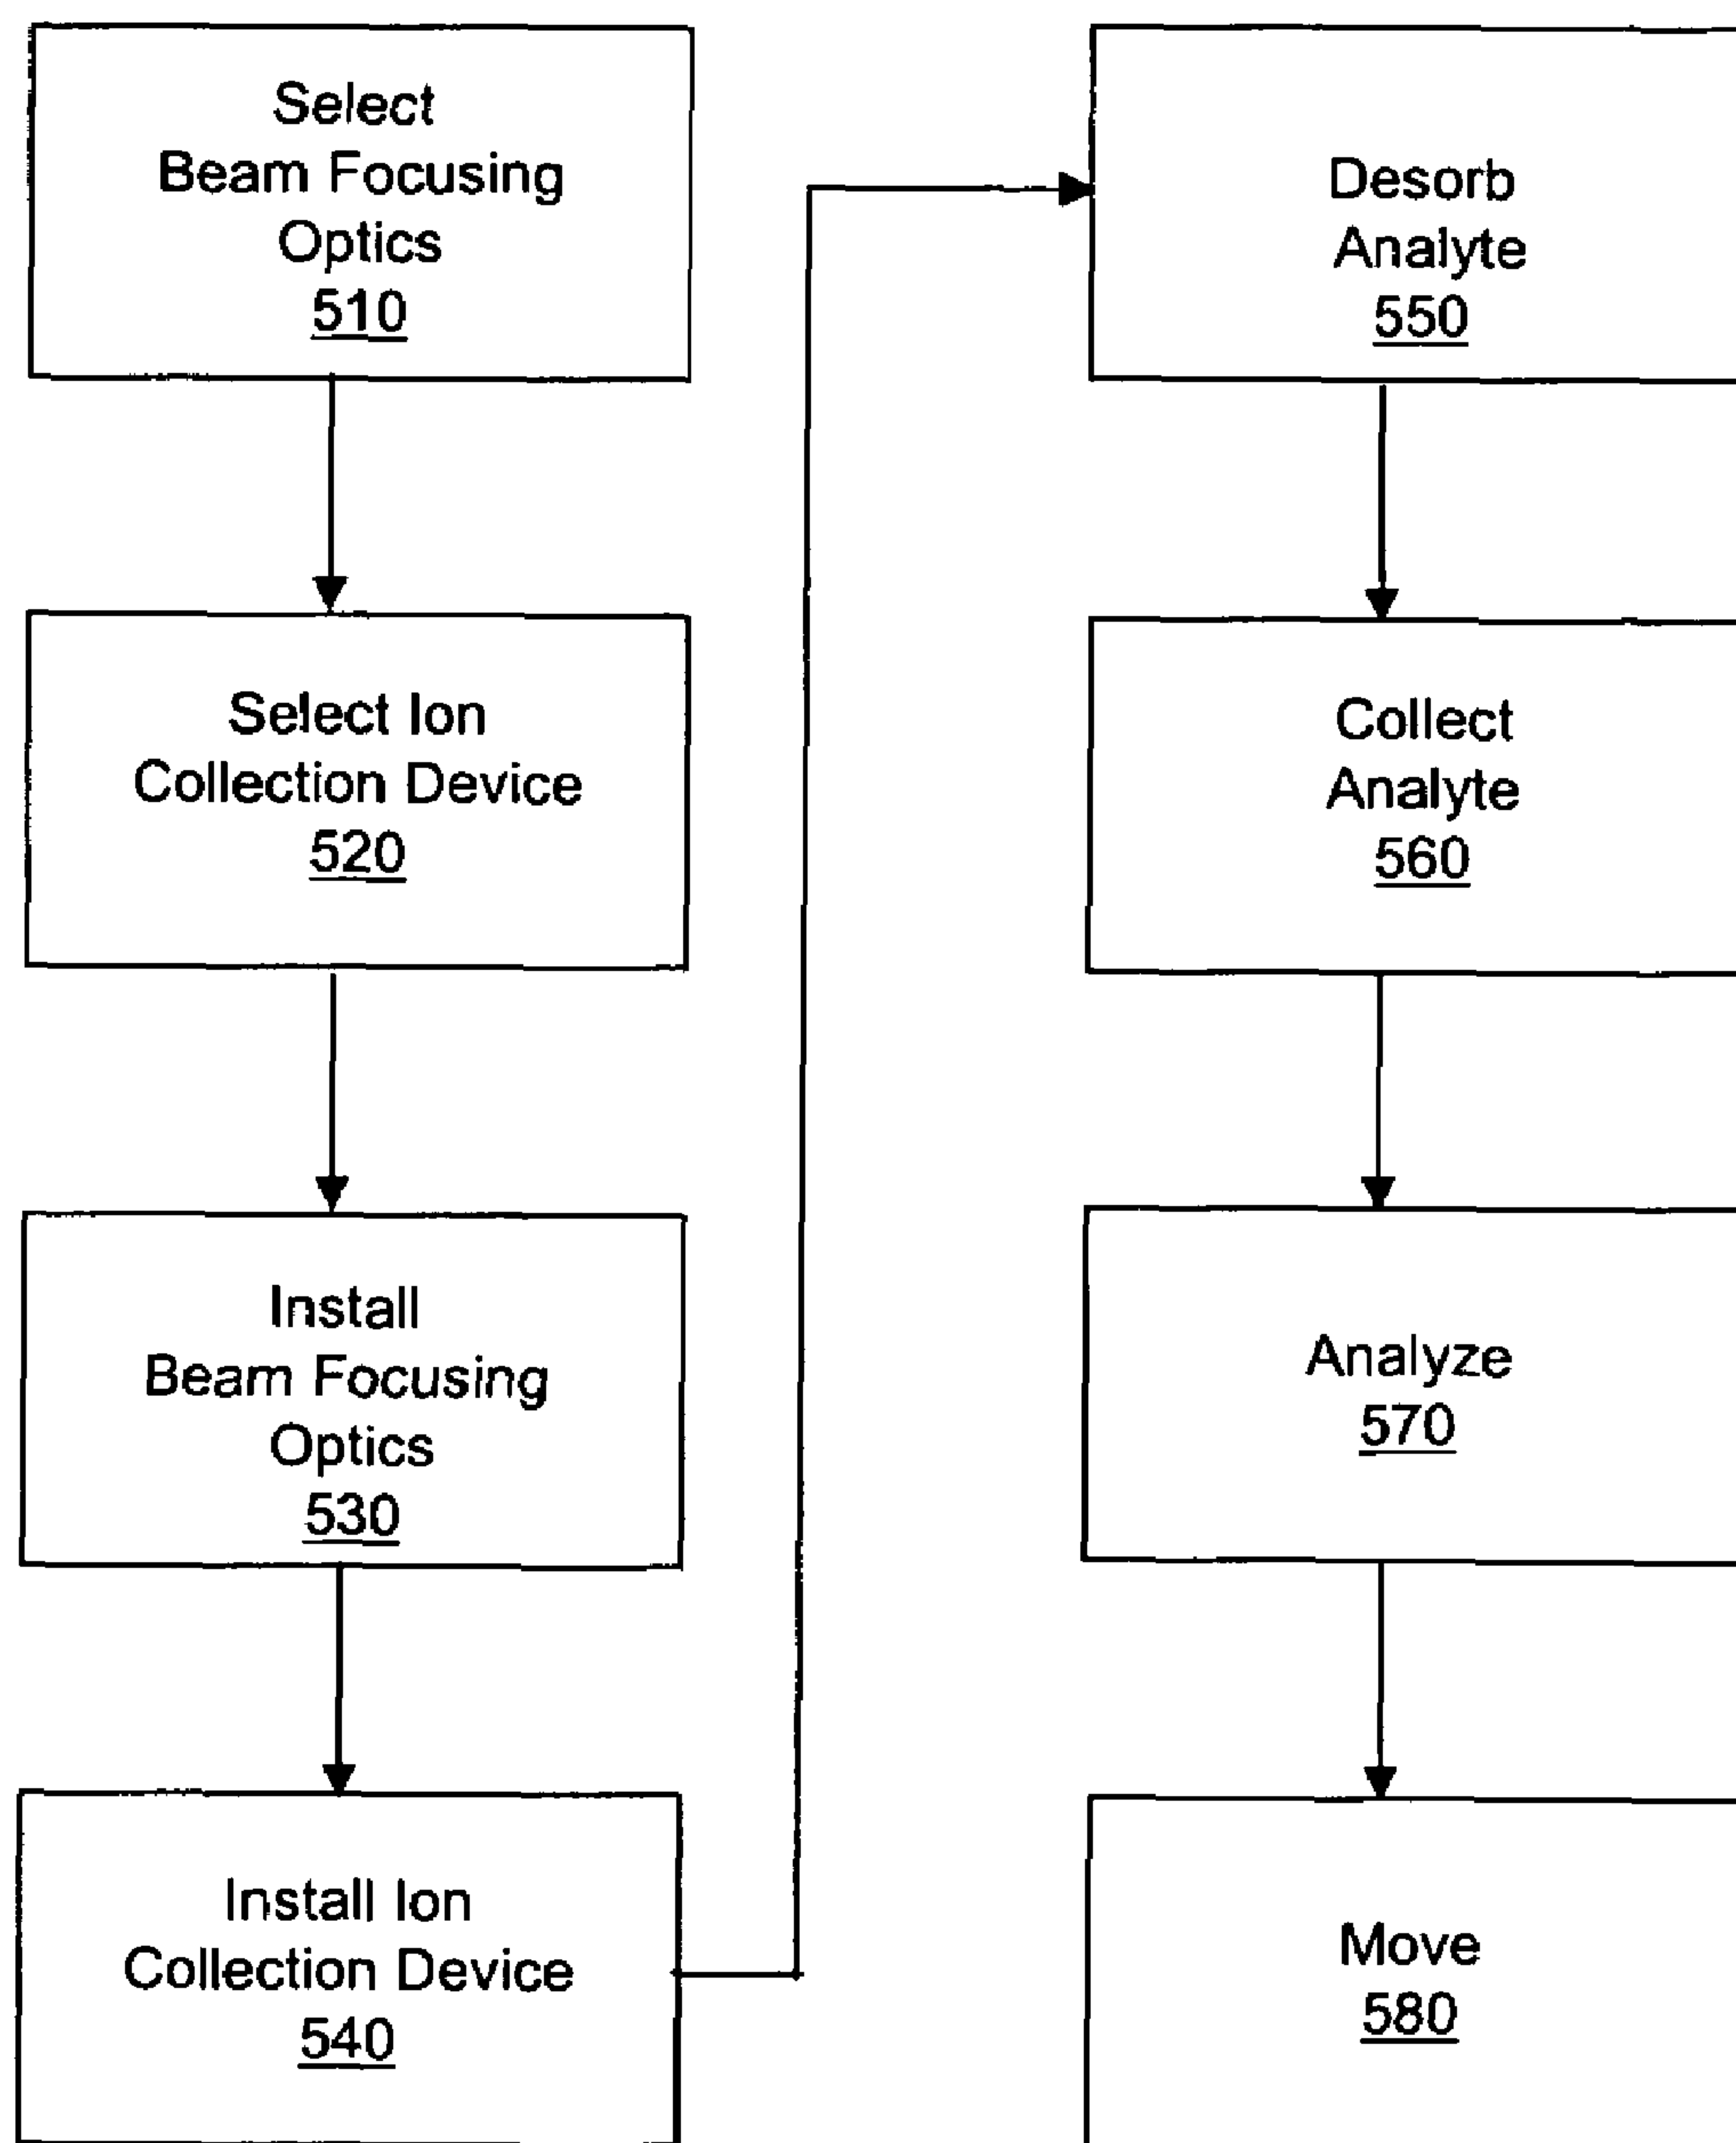 Select
Beam Focusing
Optics
510
Select Ion
Collection Device
520
Install
Beam Focusing
Optics
530
Install Ion
Collection Device
540
Desorb
Analyte
550
Collect
Analyte
560
Analyze
570
Move
580